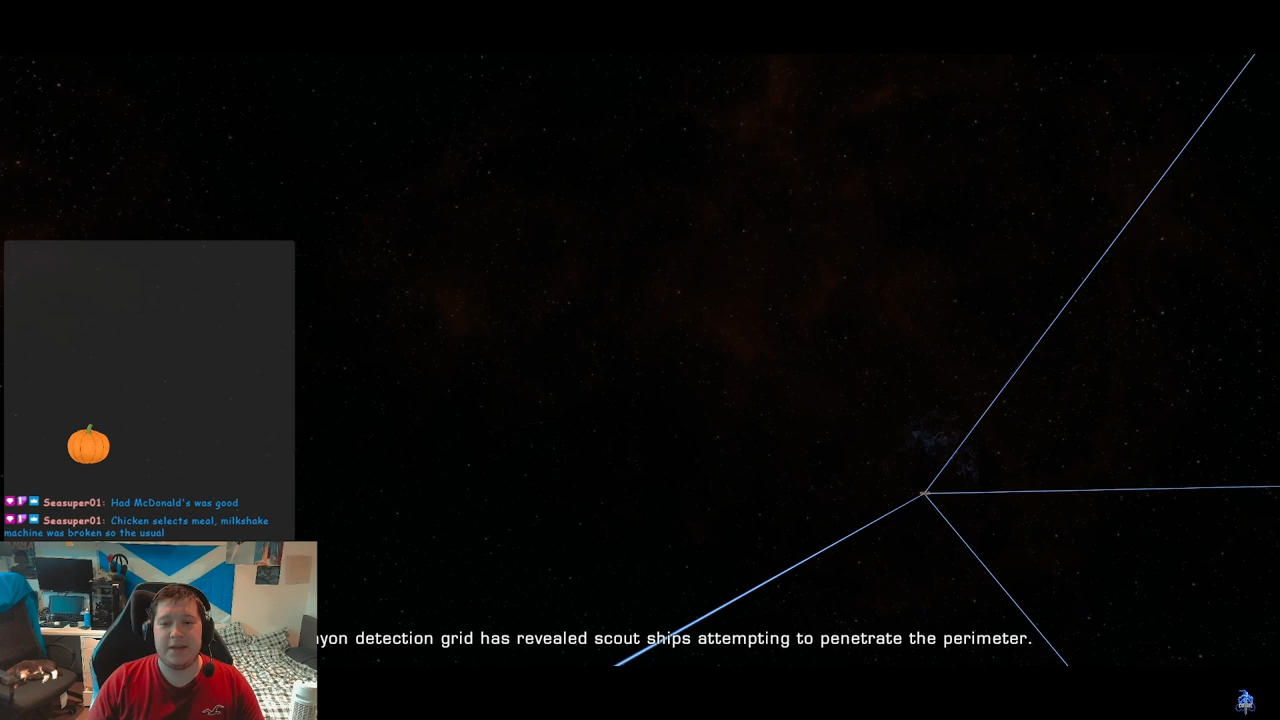 Seasuper01: Had McDonald's was good
Seasuper01: Chicken selects meal, milkshake
machine was broken so the usual
yon detection grid has revealed scout ships attempting to penetrate the perimeter.